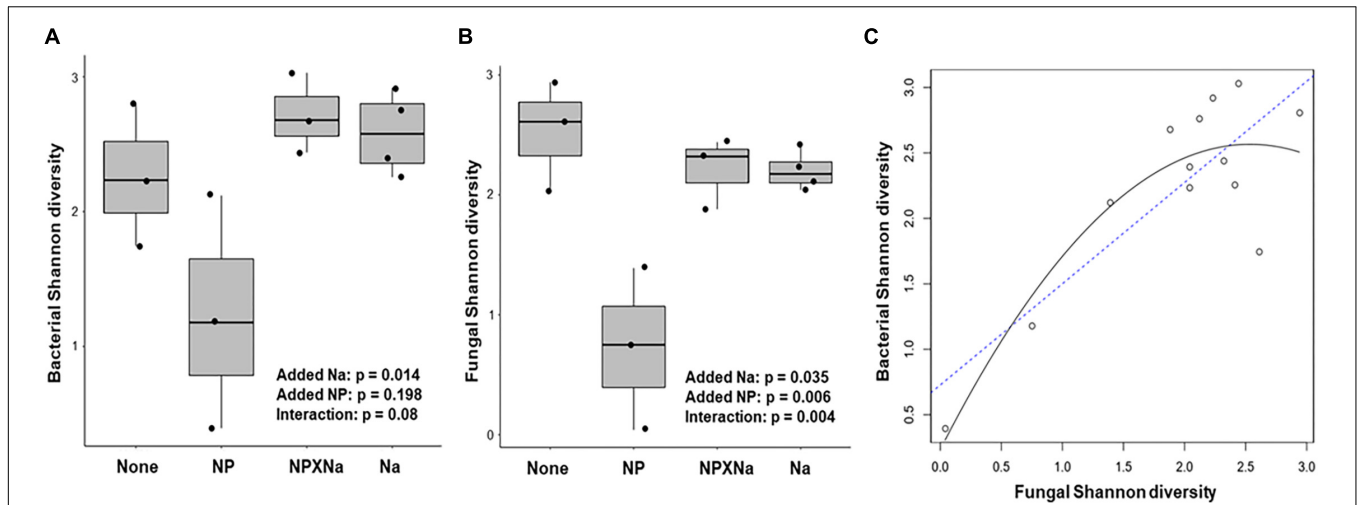 A
Bacterial Shannon diversity
3
2
1
Added Na: p = 0.014
Added NP: p = 0.198
Interaction: p = 0.08
None NP NPXNa Na
B
Fungal Shannon diversity
3
2
1
0
Added Na: p = 0.035
Added NP: p = 0.006
Interaction: p = 0.004
None NP NPXNa Na
C
Bacterial Shannon diversity
3.0
2.5
2.0
1.5
1.0
0.5
0.0 0.5 1.0 1.5 2.0 2.5 3.0
Fungal Shannon diversity